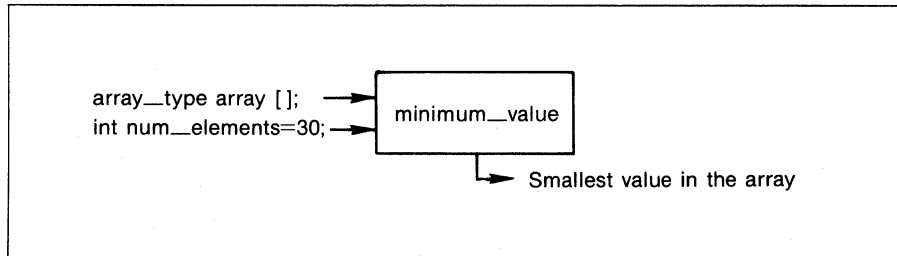 array__type array [ ];
int num__elements=30;
minimum__value
Smallest value in the array